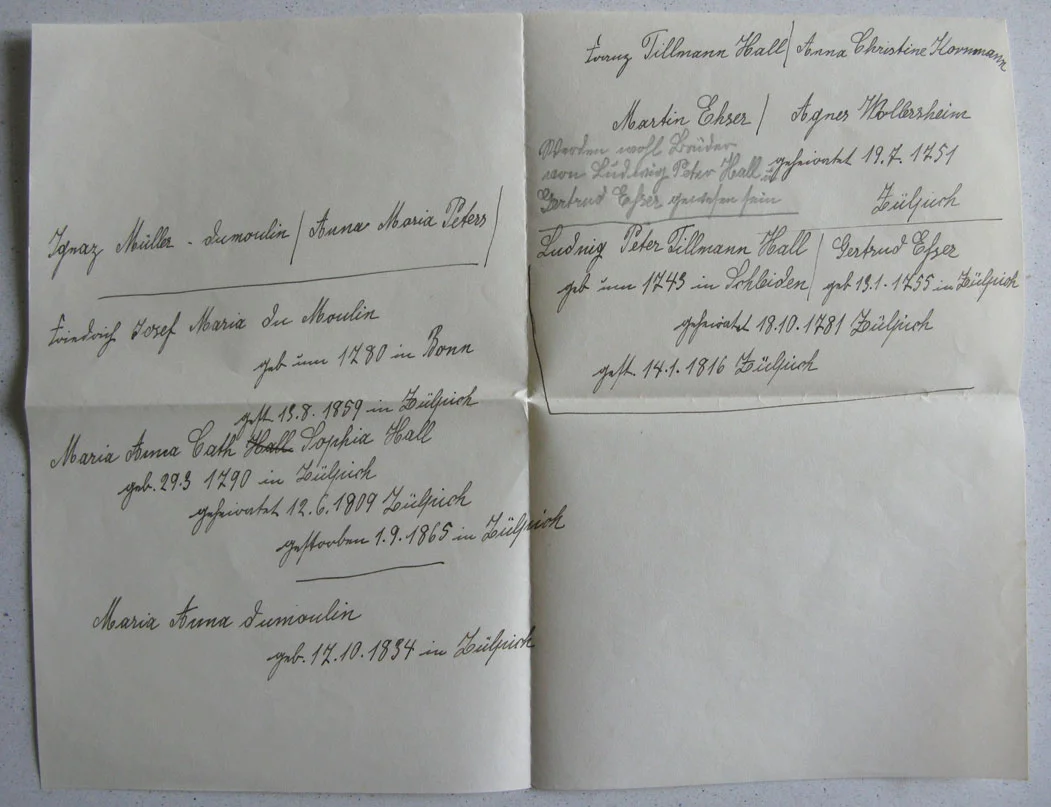 Ignaz Müller - dumoulin / Anna Maria Peters /
Friedrich Josef Maria du Moulin
geb um 1780 in Bonn
gest. 13.8. 1859 in Zülpich
Maria Anna Cath Hall Sophia Hall
geb. 29.3 1790 in Zülpich
geheiratet 12.6.1809 Zülpich
gestorben 1.9.1865 in Zülpich
Maria Anna dumoulin
geb. 17.10.1834 in Zülpich
Franz Tillmann Hall / Anna Christine Kornmann
Martin Ehser / Agnes Wollersheim
geheiratet 19.7. 1751
Zülpich
Werden wohl Brüder
von Ludwig Peter Hall u
Gertrud Esser gewesen sein
Ludwig Peter Tillmann Hall / Gertrud Esser
geb um 1743 in Schleiden / geb 13.1. 1755 in Zülpich
geheiratet 18.10.1781 Zülpich
gest. 14.1. 1816 Zülpich